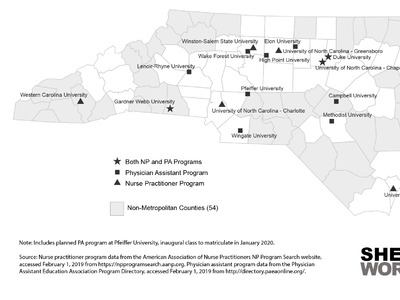 Winston-Salem State University
Elon University
University of North Carolina - Greensboro
Wake Forest University
Duke University
High Point University
University of North Carolina - Chap
Lenoir-Rhyne University
Western Carolina University
Pfeiffer University
Campbell University
Gardner Webb University
University of North Carolina - Charlotte
Methodist University
Wingate University
Both NP and PA Programs
Physician Assistant Program
Nurse Practitioner Program
Univer
Non-Metropolitan Counties (54)
Note: Includes planned PA program at Pfeiffer University, inaugural class to matriculate in January 2020.
Source: Nurse practitioner program data from the American Association of Nurse Practitioners NP Program Search website,
accessed February 1, 2019 from https://npprogramsearch.aanp.org. Physician assistant program data from the Physician
Assistant Education Association Program Directory, accessed February 1, 2019 from http://directory.paeaonline.org/.
SHE
WOR